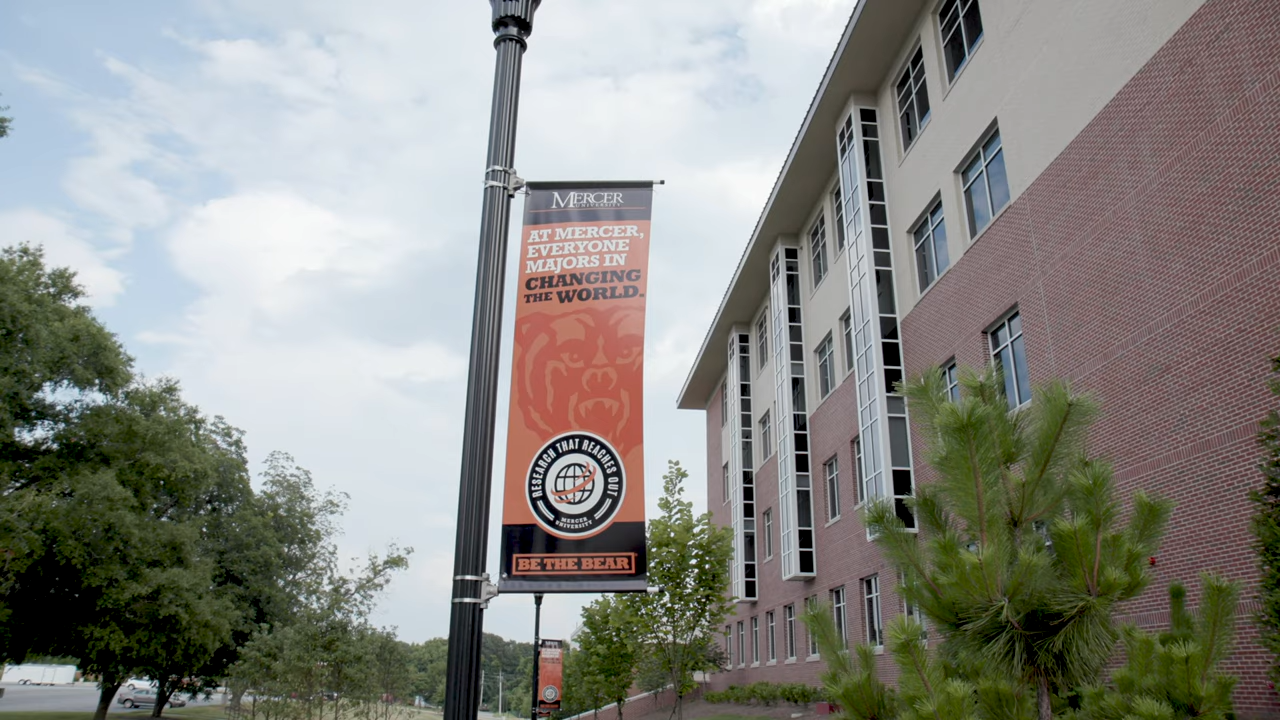 MERCER
UNIVERSITY
AT MERCER,
EVERYONE
MAJORS IN
CHANGING
THE WORLD.
RESEARCH THAT REACHES OUT
MERCER
UNIVERSITY
BE THE BEAR